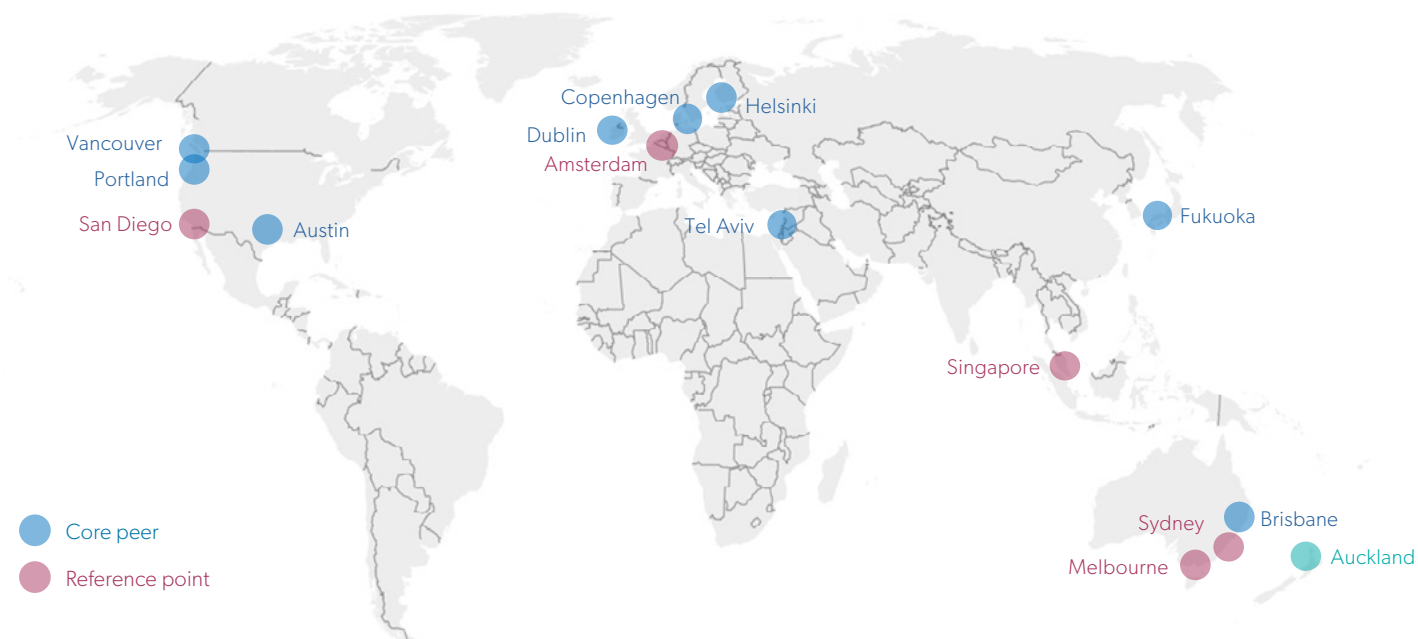 Copenhagen
Helsinki
Dublin
Vancouver
Amsterdam
Portland
San Diego
Austin
Tel Aviv
Fukuoka
Singapore
Sydney
Brisbane
Core peer
Auckland
Melbourne
Reference point